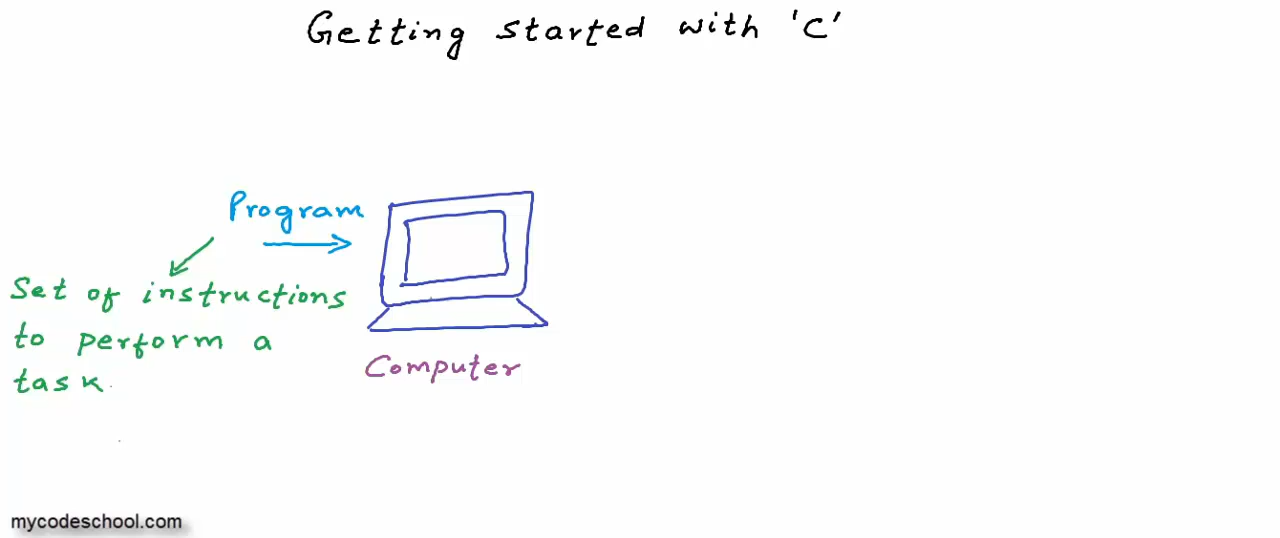 Getting started with 'C'
Program
Set of instructions
to perform a
task
Computer
mycodeschool.com